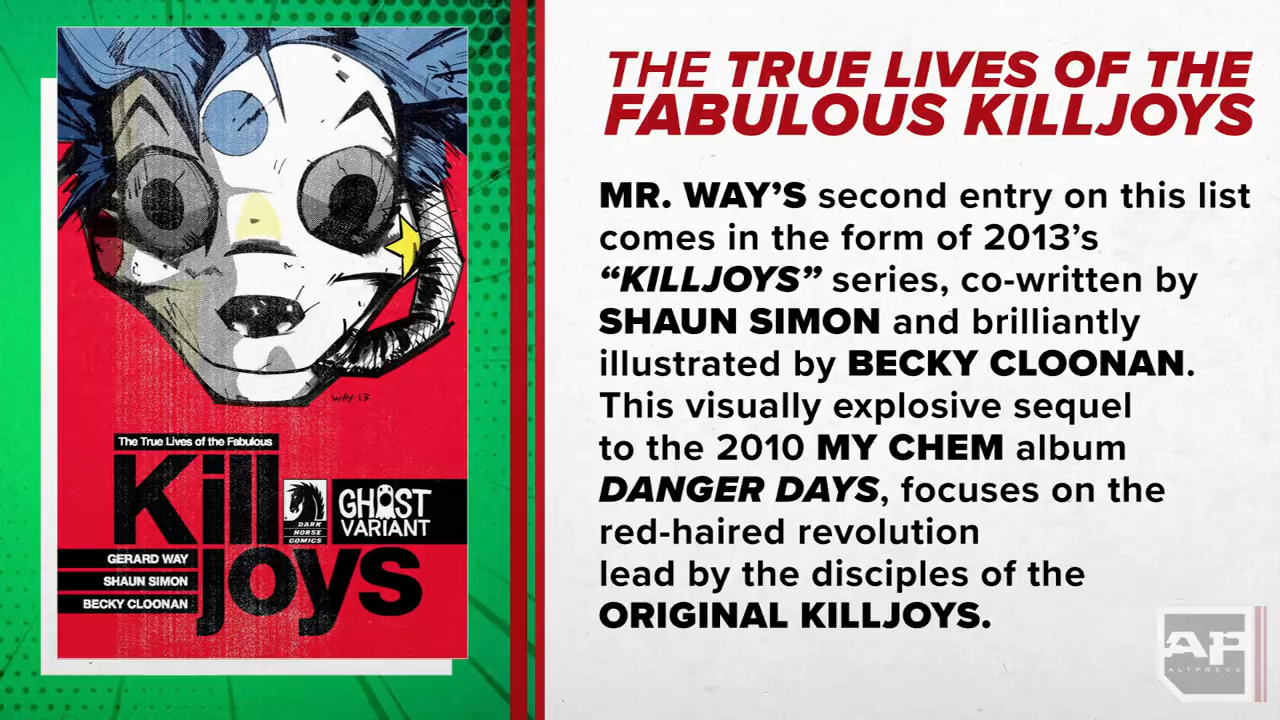 THE TRUE LIVES OF THE
FABULOUS KILLJOYS
MR. WAY'S second entry on this list
comes in the form of 2013's
"KILLJOYS" series, co-written by
SHAUN SIMON and brilliantly
illustrated by BECKY CLOONAN.
This visually explosive sequel
to the 2010 MY CHEM album
DANGER DAYS, focuses on the
red-haired revolution
lead by the disciples of the
ORIGINAL KILLJOYS.
WAY·13
The True Lives of the Fabulous
Kill
joys
DARK
HORSE
COMICS
GHOST
VARIANT
GERARD WAY
SHAUN SIMON
BECKY CLOONAN
AP
ALTPRESS